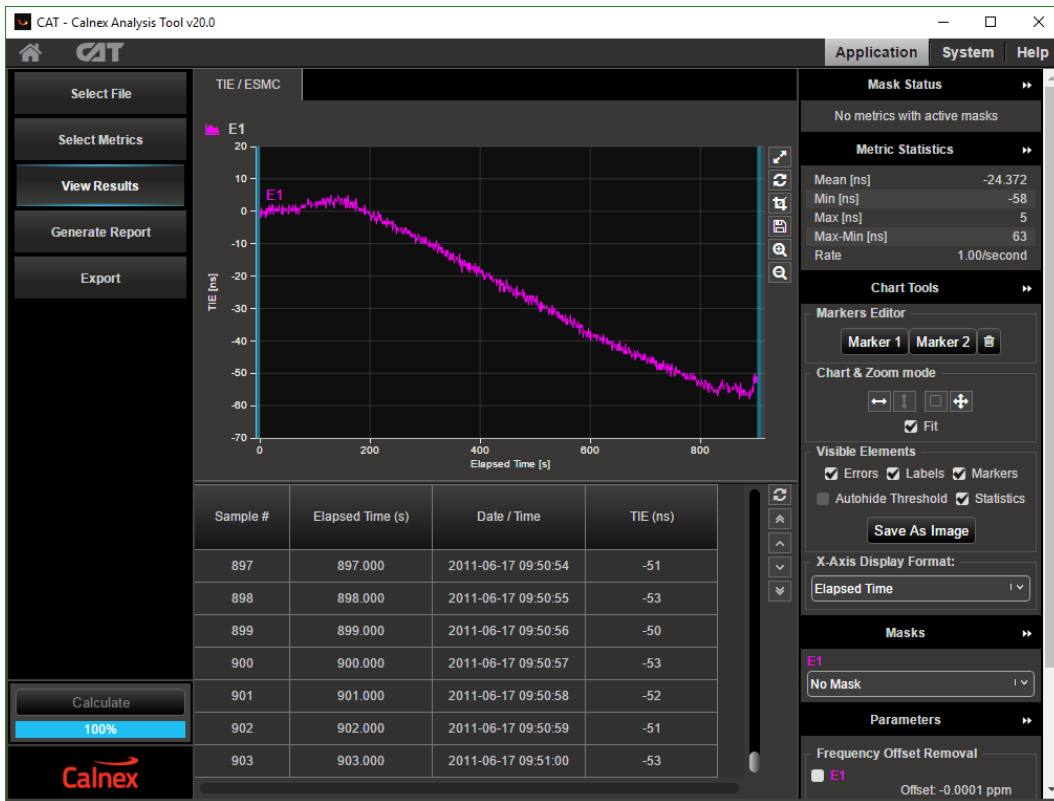 CAT - Calnex Analysis Tool v20.0
CAT
Application System Help
Select File
Select Metrics
View Results
Generate Report
Export
Calculate
100%
Calnex
TIE / ESMC
E1
20
10
0
-10
-20
-30
-40
-50
-60
-70
TIE [ns]
E1
0 200 400 600 800
Elapsed Time [s]
Sample # Elapsed Time (s) Date / Time TIE (ns)
897 897.000 2011-06-17 09:50:54 -51
898 898.000 2011-06-17 09:50:55 -53
899 899.000 2011-06-17 09:50:56 -50
900 900.000 2011-06-17 09:50:57 -53
901 901.000 2011-06-17 09:50:58 -52
902 902.000 2011-06-17 09:50:59 -51
903 903.000 2011-06-17 09:51:00 -53
Mask Status
No metrics with active masks
Metric Statistics
Mean [ns] -24.372
Min [ns] -58
Max [ns] 5
Max-Min [ns] 63
Rate 1.00/second
Chart Tools
Markers Editor
Marker 1 Marker 2
Chart & Zoom mode
Fit
Visible Elements
Errors Labels Markers
Autohide Threshold Statistics
Save As Image
X-Axis Display Format:
Elapsed Time
Masks
E1
No Mask
Parameters
Frequency Offset Removal
E1
Offset: -0.0001 ppm